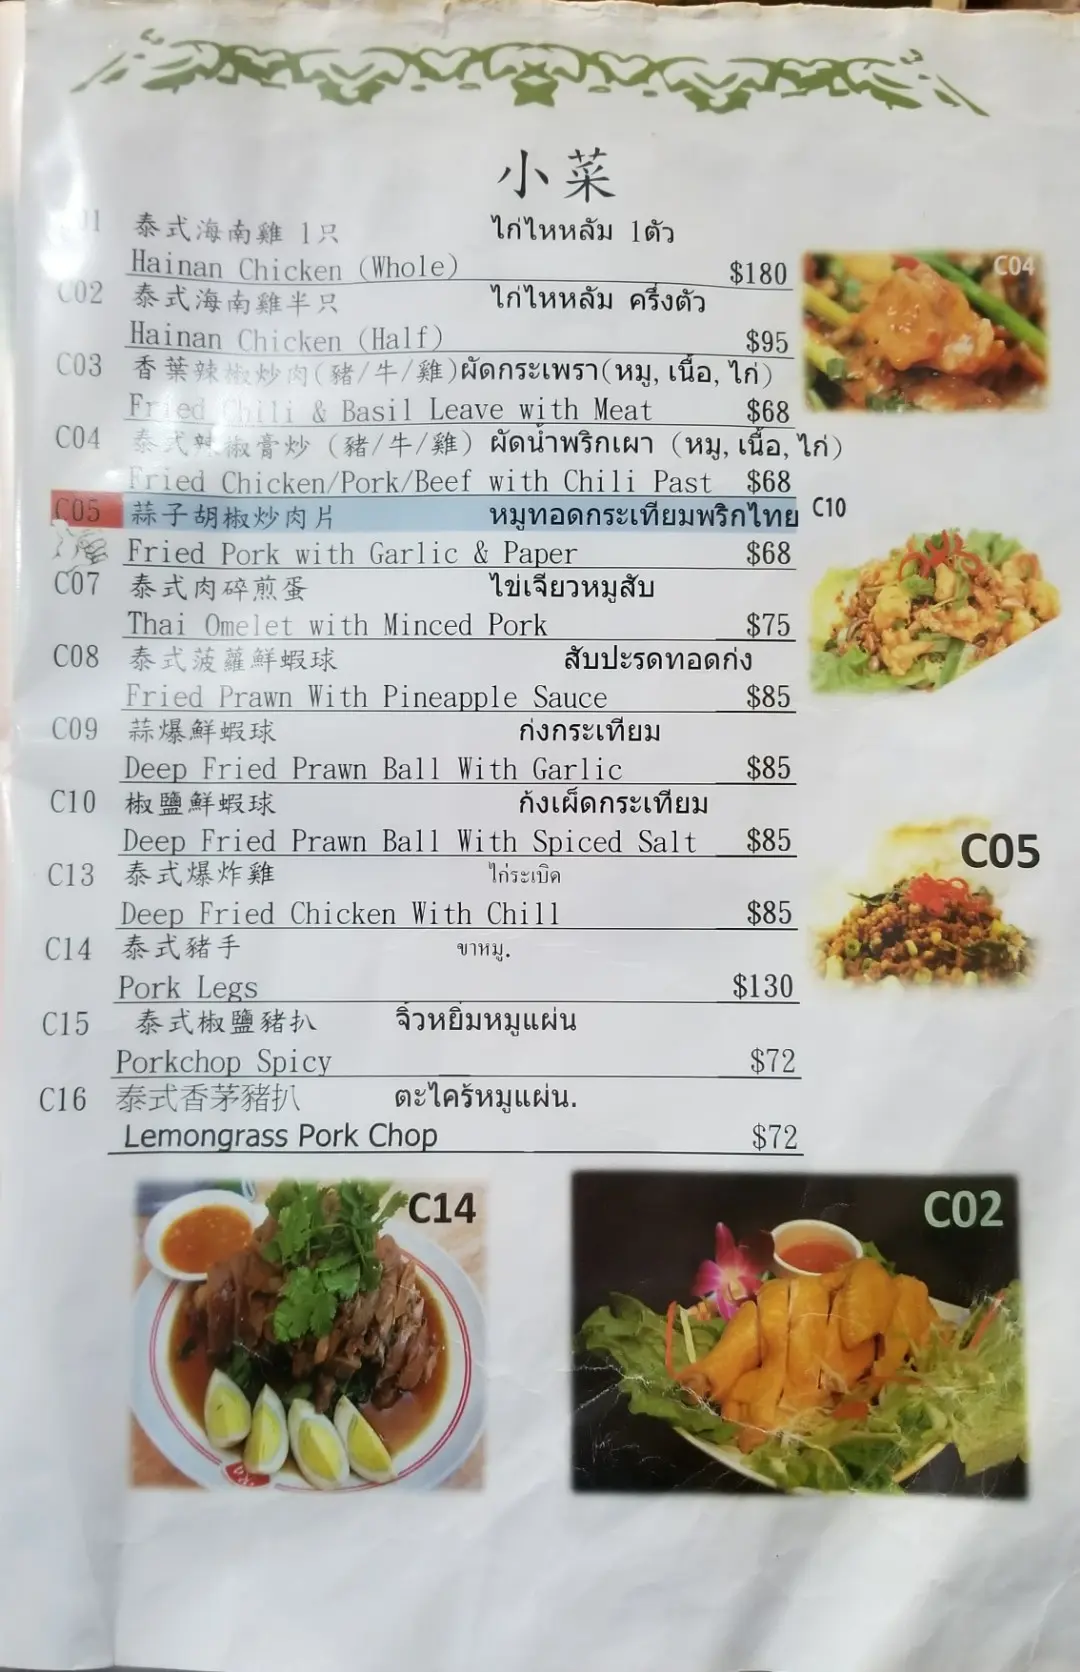 小菜
01 泰式海南雞 1只 ไก่ไหหลัม 1ตัว
Hainan Chicken (Whole) $180
C02 泰式海南雞半只 ไก่ไหหลัม ครึ่งตัว
Hainan Chicken (Half) $95
C03 香葉辣椒炒肉(豬/牛/雞)ผัดกระเพรา(หมู, เนื้อ, ไก่)
Fried Chili & Basil Leave with Meat $68
C04 泰式辣椒膏炒 (豬/牛/雞) ผัดน้ำพริกเผา (หมู, เนื้อ, ไก่)
Fried Chicken/Pork/Beef with Chili Past $68
C05 蒜子胡椒炒肉片 หมูทอดกระเทียมพริกไทย
Fried Pork with Garlic & Paper $68
C07 泰式肉碎煎蛋 ไข่เจียวหมูสับ
Thai Omelet with Minced Pork $75
C08 泰式菠蘿鮮蝦球 สับปะรดทอดก่ง
Fried Prawn With Pineapple Sauce $85
C09 蒜爆鮮蝦球 ก่งกระเทียม
Deep Fried Prawn Ball With Garlic $85
C10 椒鹽鮮蝦球 ก้งเผ็ดกระเทียม
Deep Fried Prawn Ball With Spiced Salt $85
C13 泰式爆炸雞 ไก่ระเบิด
Deep Fried Chicken With Chill $85
C14 泰式豬手 ขาหมู.
Pork Legs $130
C15 泰式椒鹽豬扒 จิ๋วหยิ่มหมูแผ่น
Porkchop Spicy $72
C16 泰式香茅豬扒 ตะไคร้หมูแผ่น.
Lemongrass Pork Chop $72
C04
C10
C05
C14
C02